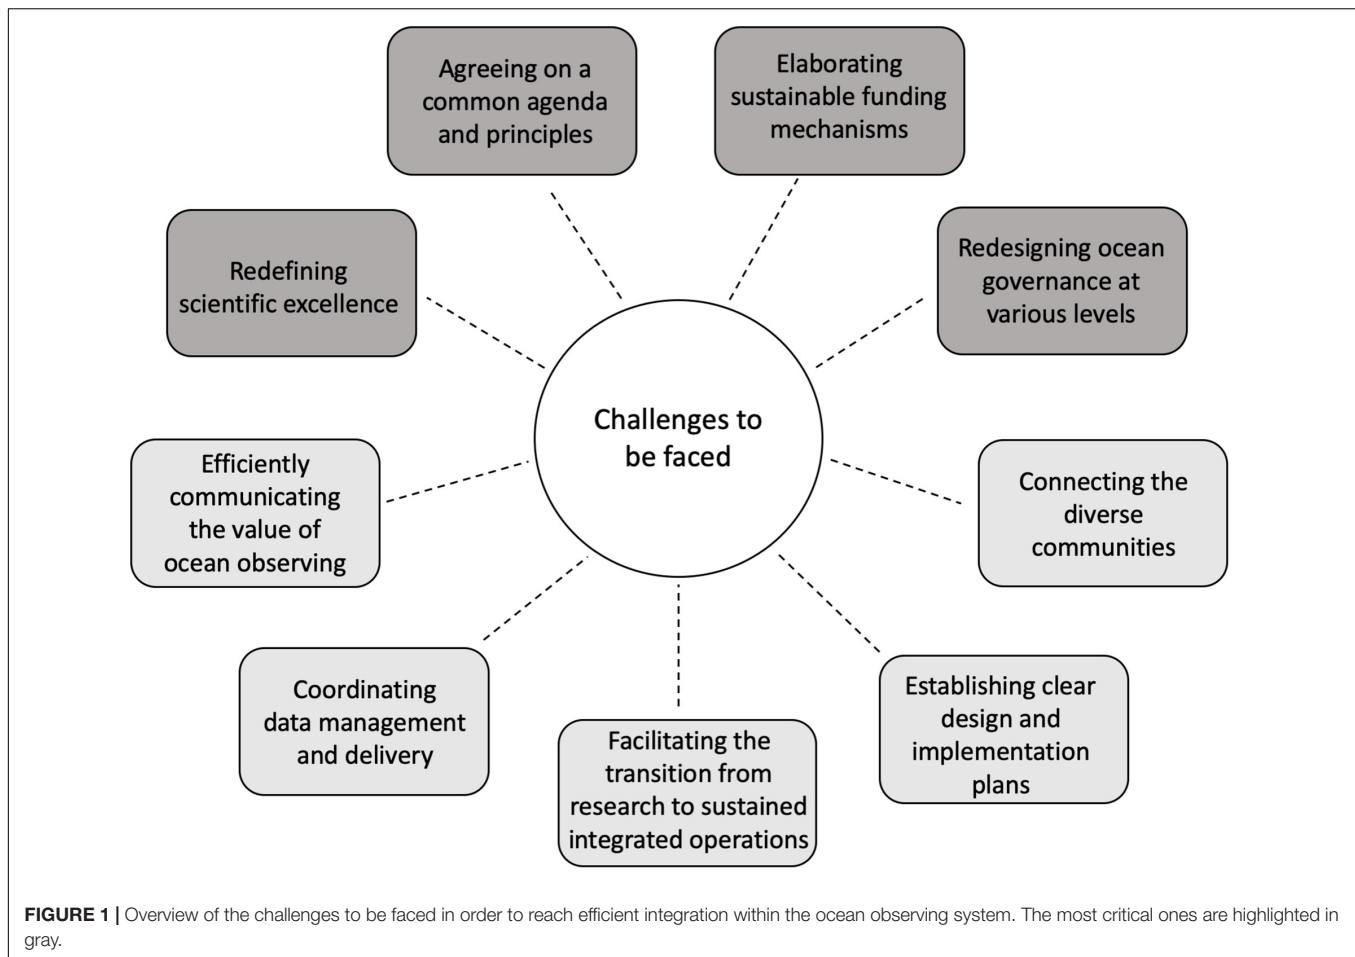 Agreeing on a
common agenda
and principles
Elaborating
sustainable funding
mechanisms
Redefining
scientific excellence
Redesigning ocean
governance at
various levels
Challenges to
be faced
Efficiently
communicating
the value of
ocean observing
Connecting the
diverse
communities
Coordinating
data management
and delivery
Facilitating the
transition from
research to sustained
integrated operations
Establishing clear
design and
implementation
plans
FIGURE 1 | Overview of the challenges to be faced in order to reach efficient integration within the ocean observing system. The most critical ones are highlighted in
gray.